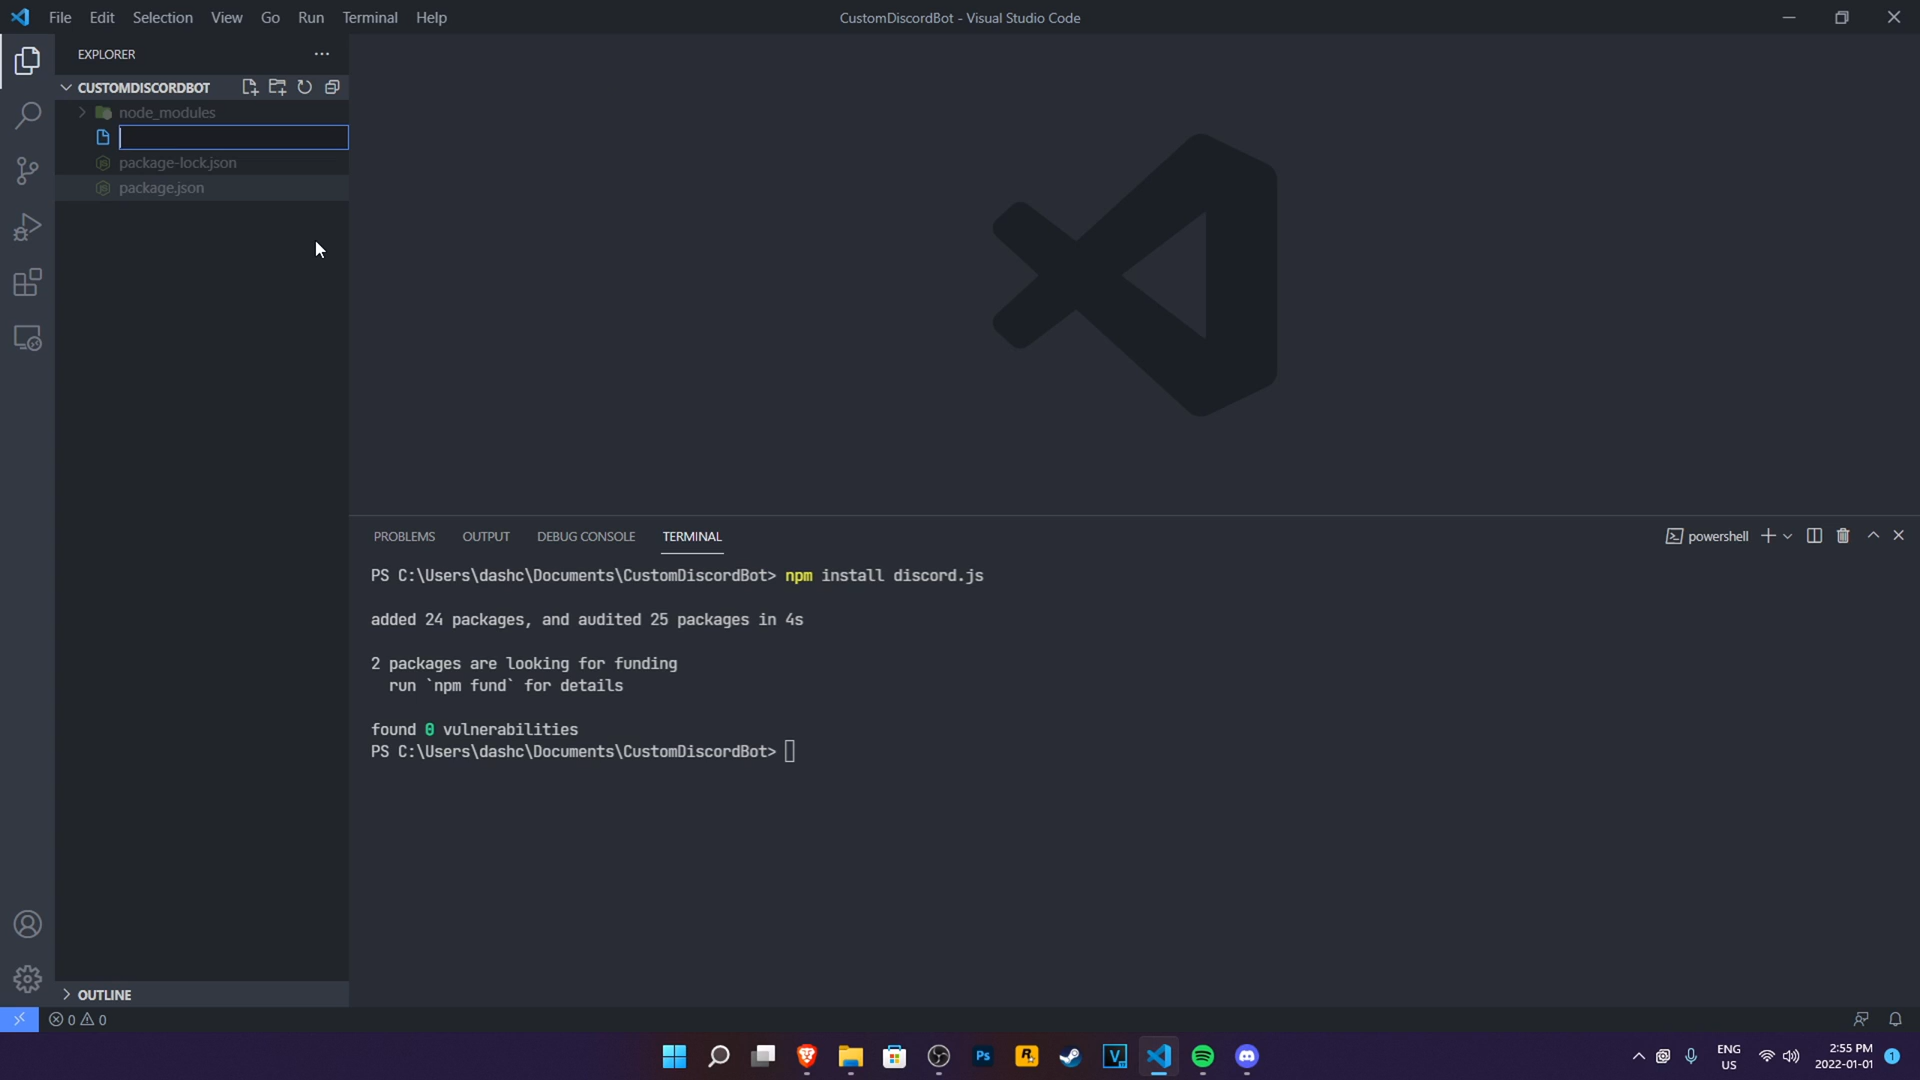 File Edit Selection View Go Run Terminal Help
CustomDiscordBot - Visual Studio Code
EXPLORER
CUSTOMDISCORDBOT
node_modules
package-lock.json
package.json
OUTLINE
PROBLEMS OUTPUT DEBUG CONSOLE TERMINAL
powershell
PS C:\Users\dashc\Documents\CustomDiscordBot> npm install discord.js
added 24 packages, and audited 25 packages in 4s
2 packages are looking for funding
run `npm fund` for details
found 0 vulnerabilities
PS C:\Users\dashc\Documents\CustomDiscordBot>
0 0
Ps R V
ENG
US
2:55 PM
2022-01-01
1